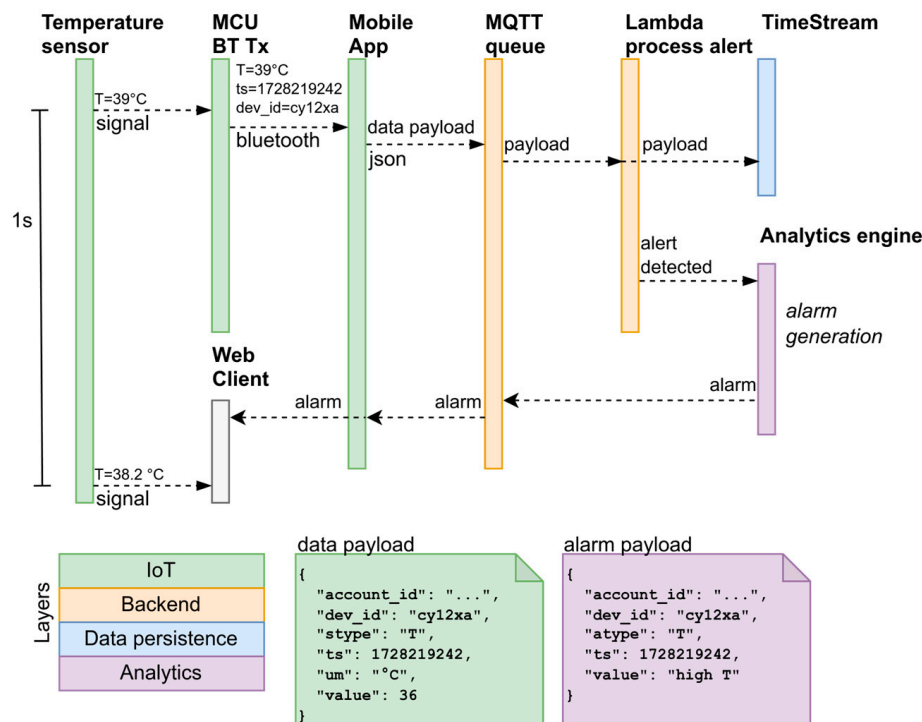 Temperature
sensor
MCU
BT Tx
Mobile
App
MQTT
queue
Lambda
process alert
TimeStream
T=39°C
signal
T=39°C
ts=1728219242
dev_id=cy12xa
bluetooth
data payload
json
payload
payload
1s
alert
detected
Analytics engine
alarm
generation
Web
Client
alarm
alarm
alarm
T=38.2 °C
signal
Layers
IoT
Backend
Data persistence
Analytics
data payload
{
"account_id": "...",
"dev_id": "cy12xa",
"stype": "T",
"ts": 1728219242,
"um": "°C",
"value": 36
}
alarm payload
{
"account_id": "...",
"dev_id": "cy12xa",
"atype": "T",
"ts": 1728219242,
"value": "high T"
}